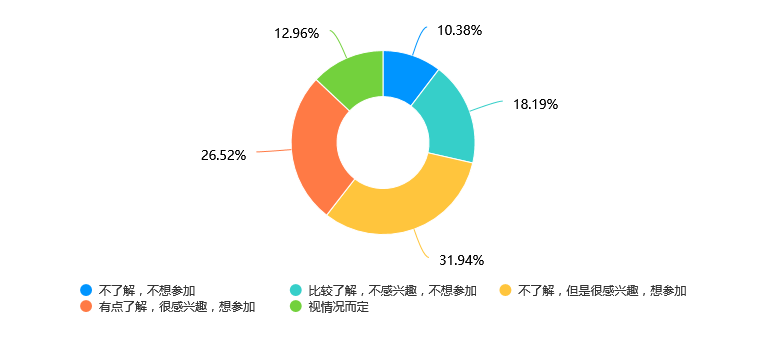 12.96%
10.38%
18.19%
26.52%
31.94%
不了解，不想参加
比较了解，不感兴趣，不想参加
不了解，但是很感兴趣，想参加
有点了解，很感兴趣，想参加
视情况而定